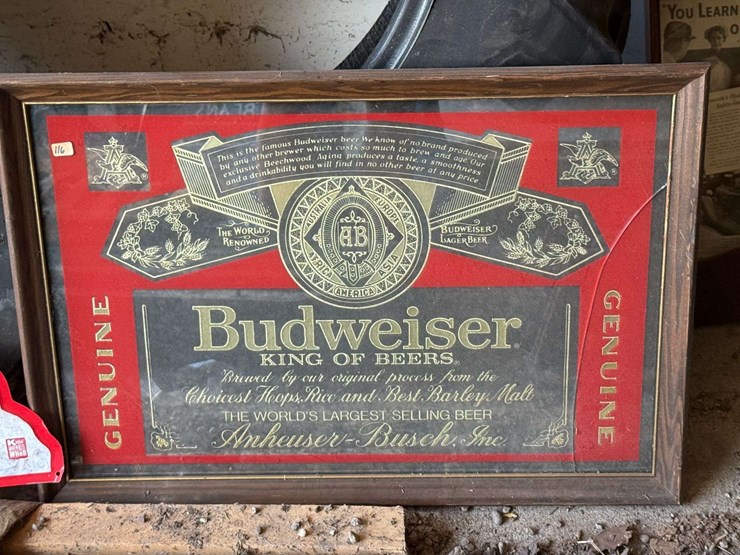 You Learn
116
This is the famous Budweiser beer. We know of no brand produced
by any other brewer which costs so much to brew and age. Our
exclusive Beechwood Aging produces a taste, a smoothness
and a drinkability you will find in no other beer at any price
The World's
Renowned
Budweiser
Lager Beer
AUSTRALIA
EUROPE
AFRICA
ASIA
AMERICA
AB
GENUINE
GENUINE
Budweiser
KING OF BEERS
Brewed by our original process from the
Choicest Hops, Rice and Best Barley Malt
THE WORLD'S LARGEST SELLING BEER
Anheuser-Busch, Inc.